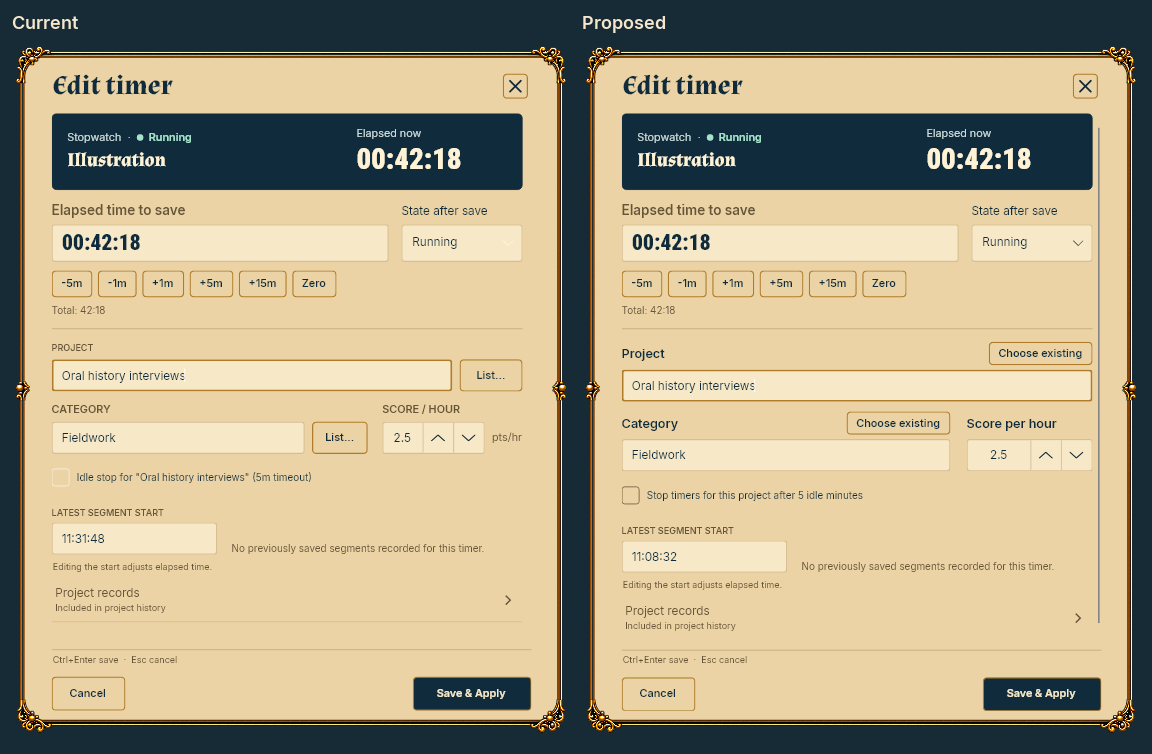 Current
Edit timer
Stopwatch · ● Running
Illustration
Elapsed now
00:42:18
Elapsed time to save
State after save
00:42:18
Running
-5m -1m +1m +5m +15m Zero
Total: 42:18
PROJECT
Oral history interviews
List...
CATEGORY
SCORE / HOUR
Fieldwork
List...
2.5
pts/hr
Idle stop for "Oral history interviews" (5m timeout)
LATEST SEGMENT START
11:31:48
No previously saved segments recorded for this timer.
Editing the start adjusts elapsed time.
Project records
Included in project history
Ctrl+Enter save · Esc cancel
Cancel
Save & Apply
Proposed
Edit timer
Stopwatch · ● Running
Illustration
Elapsed now
00:42:18
Elapsed time to save
State after save
00:42:18
Running
-5m -1m +1m +5m +15m Zero
Total: 42:18
Project
Choose existing
Oral history interviews
Category
Choose existing
Score per hour
Fieldwork
2.5
Stop timers for this project after 5 idle minutes
LATEST SEGMENT START
11:08:32
No previously saved segments recorded for this timer.
Editing the start adjusts elapsed time.
Project records
Included in project history
Ctrl+Enter save · Esc cancel
Cancel
Save & Apply